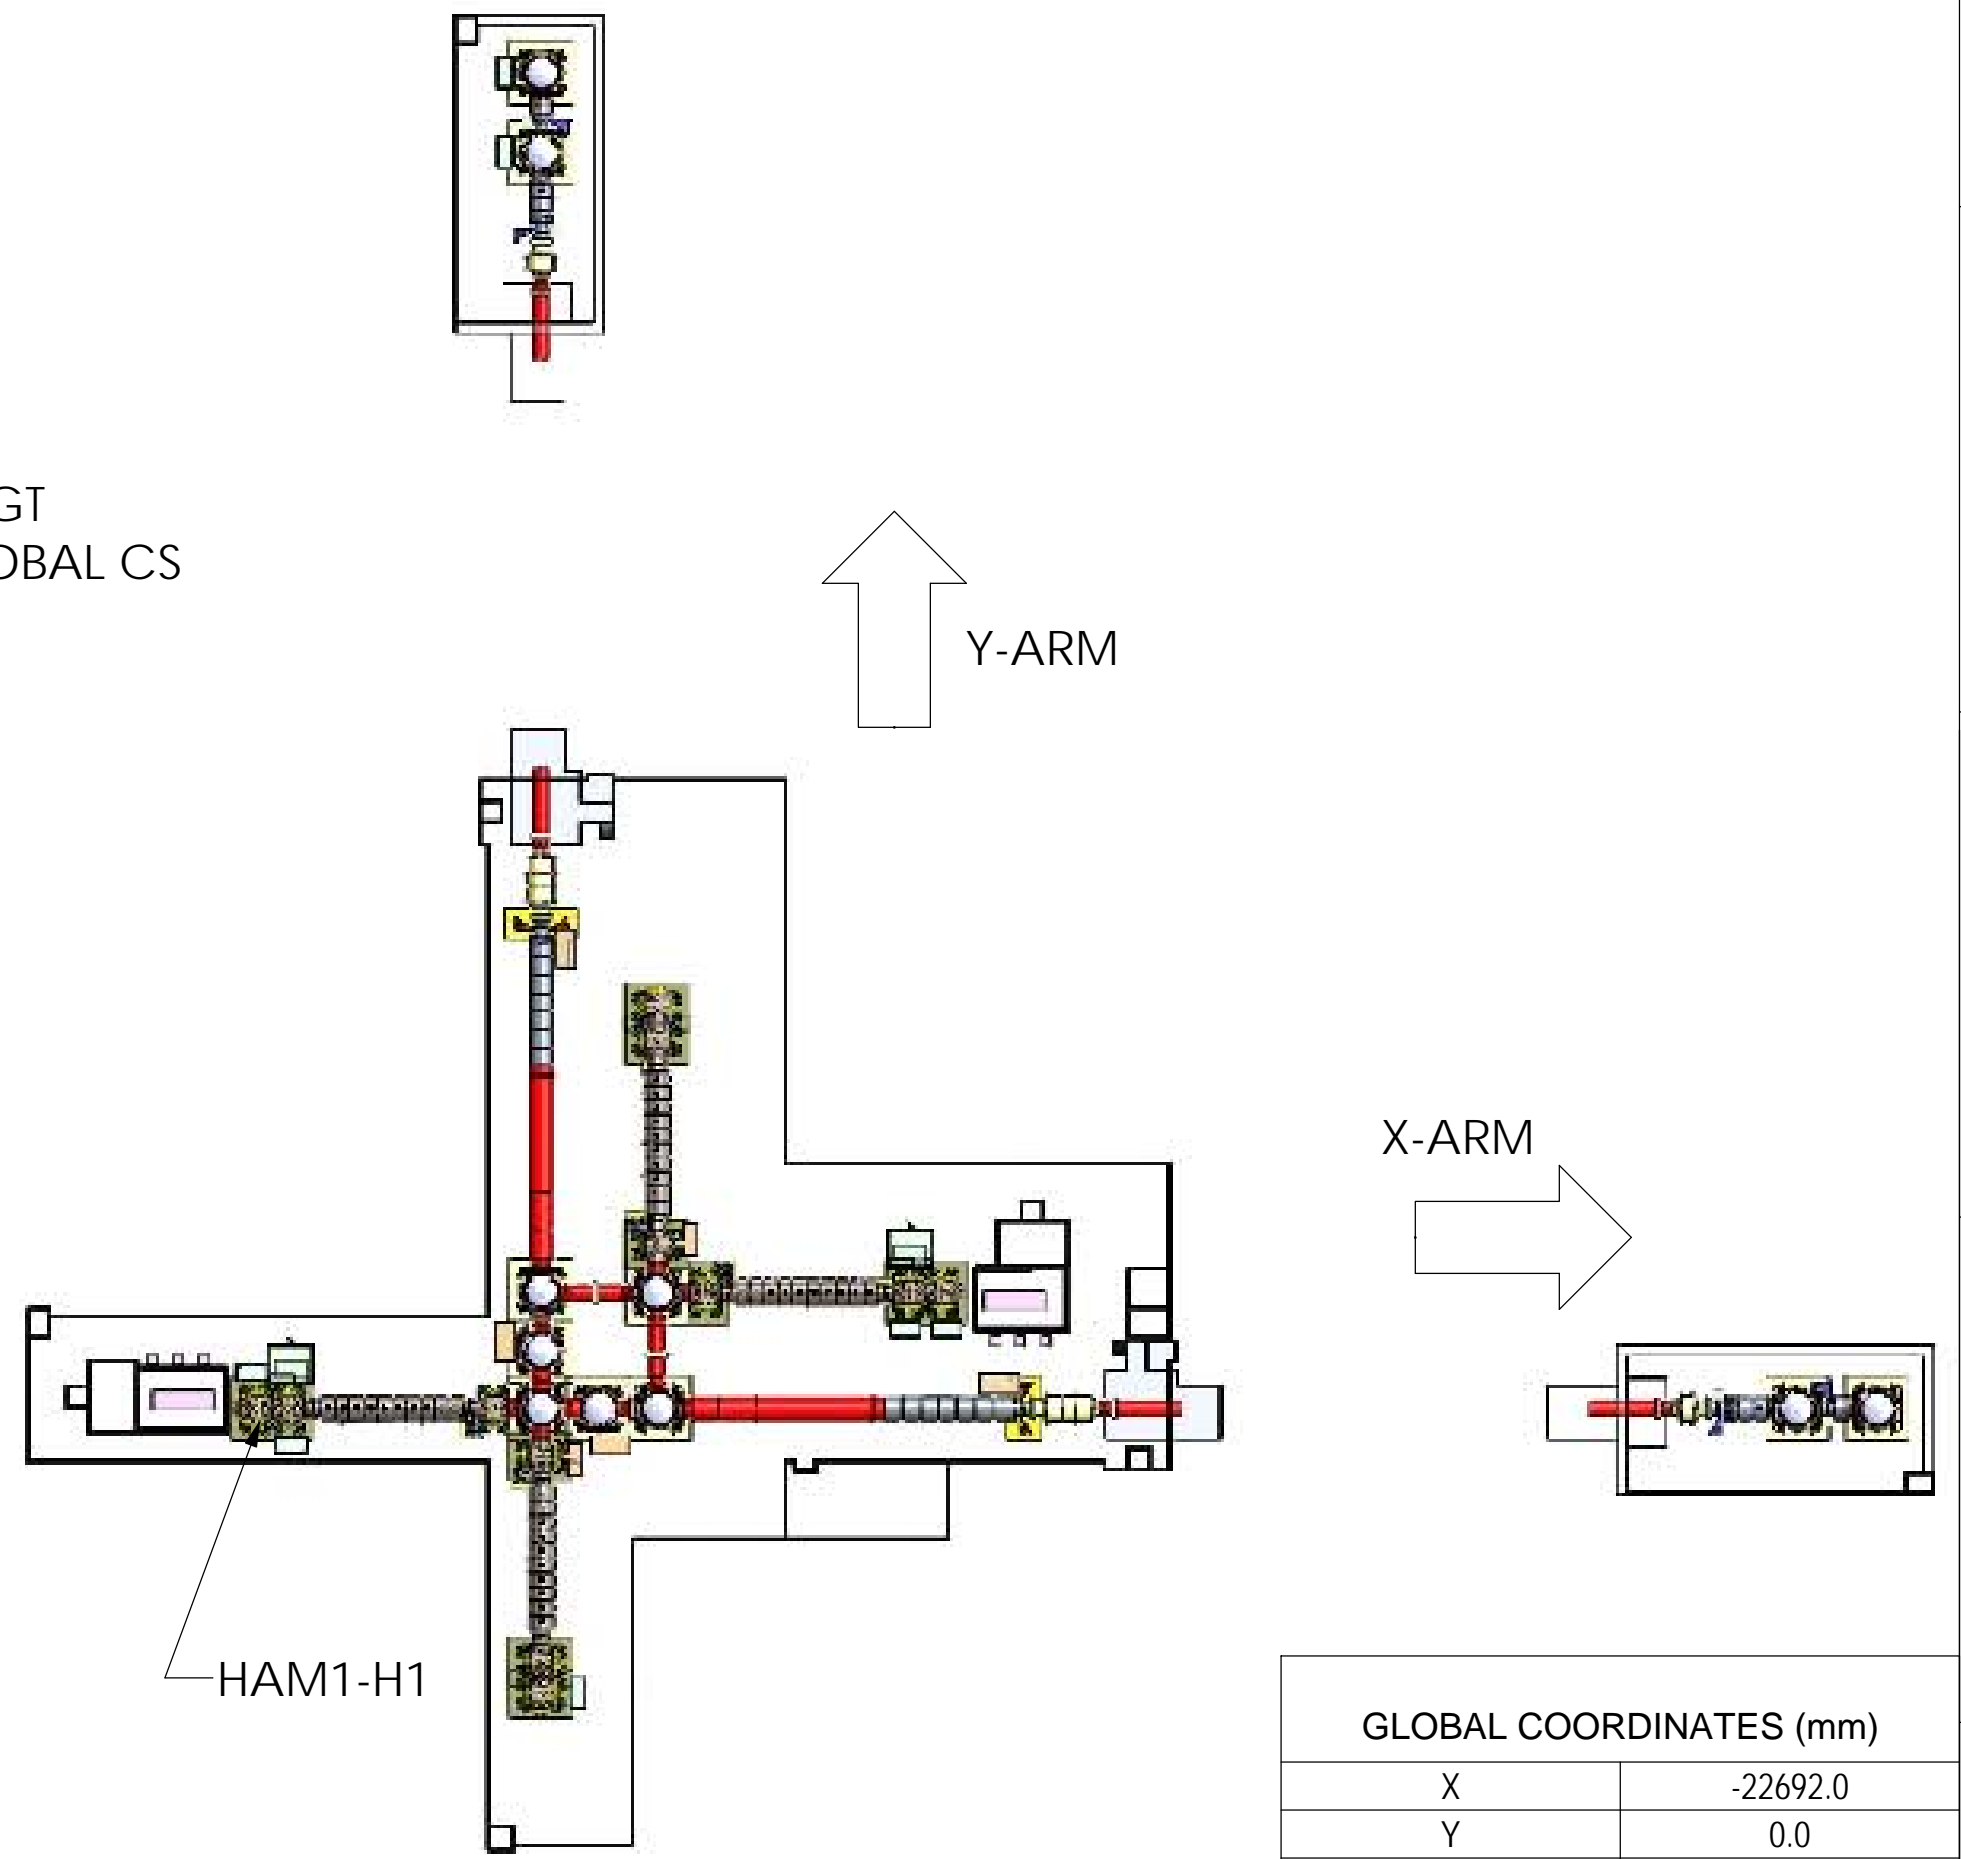 GT
OBAL CS
Y-ARM
X-ARM
HAM1-H1
GLOBAL COORDINATES (mm)
X -22692.0
Y 0.0